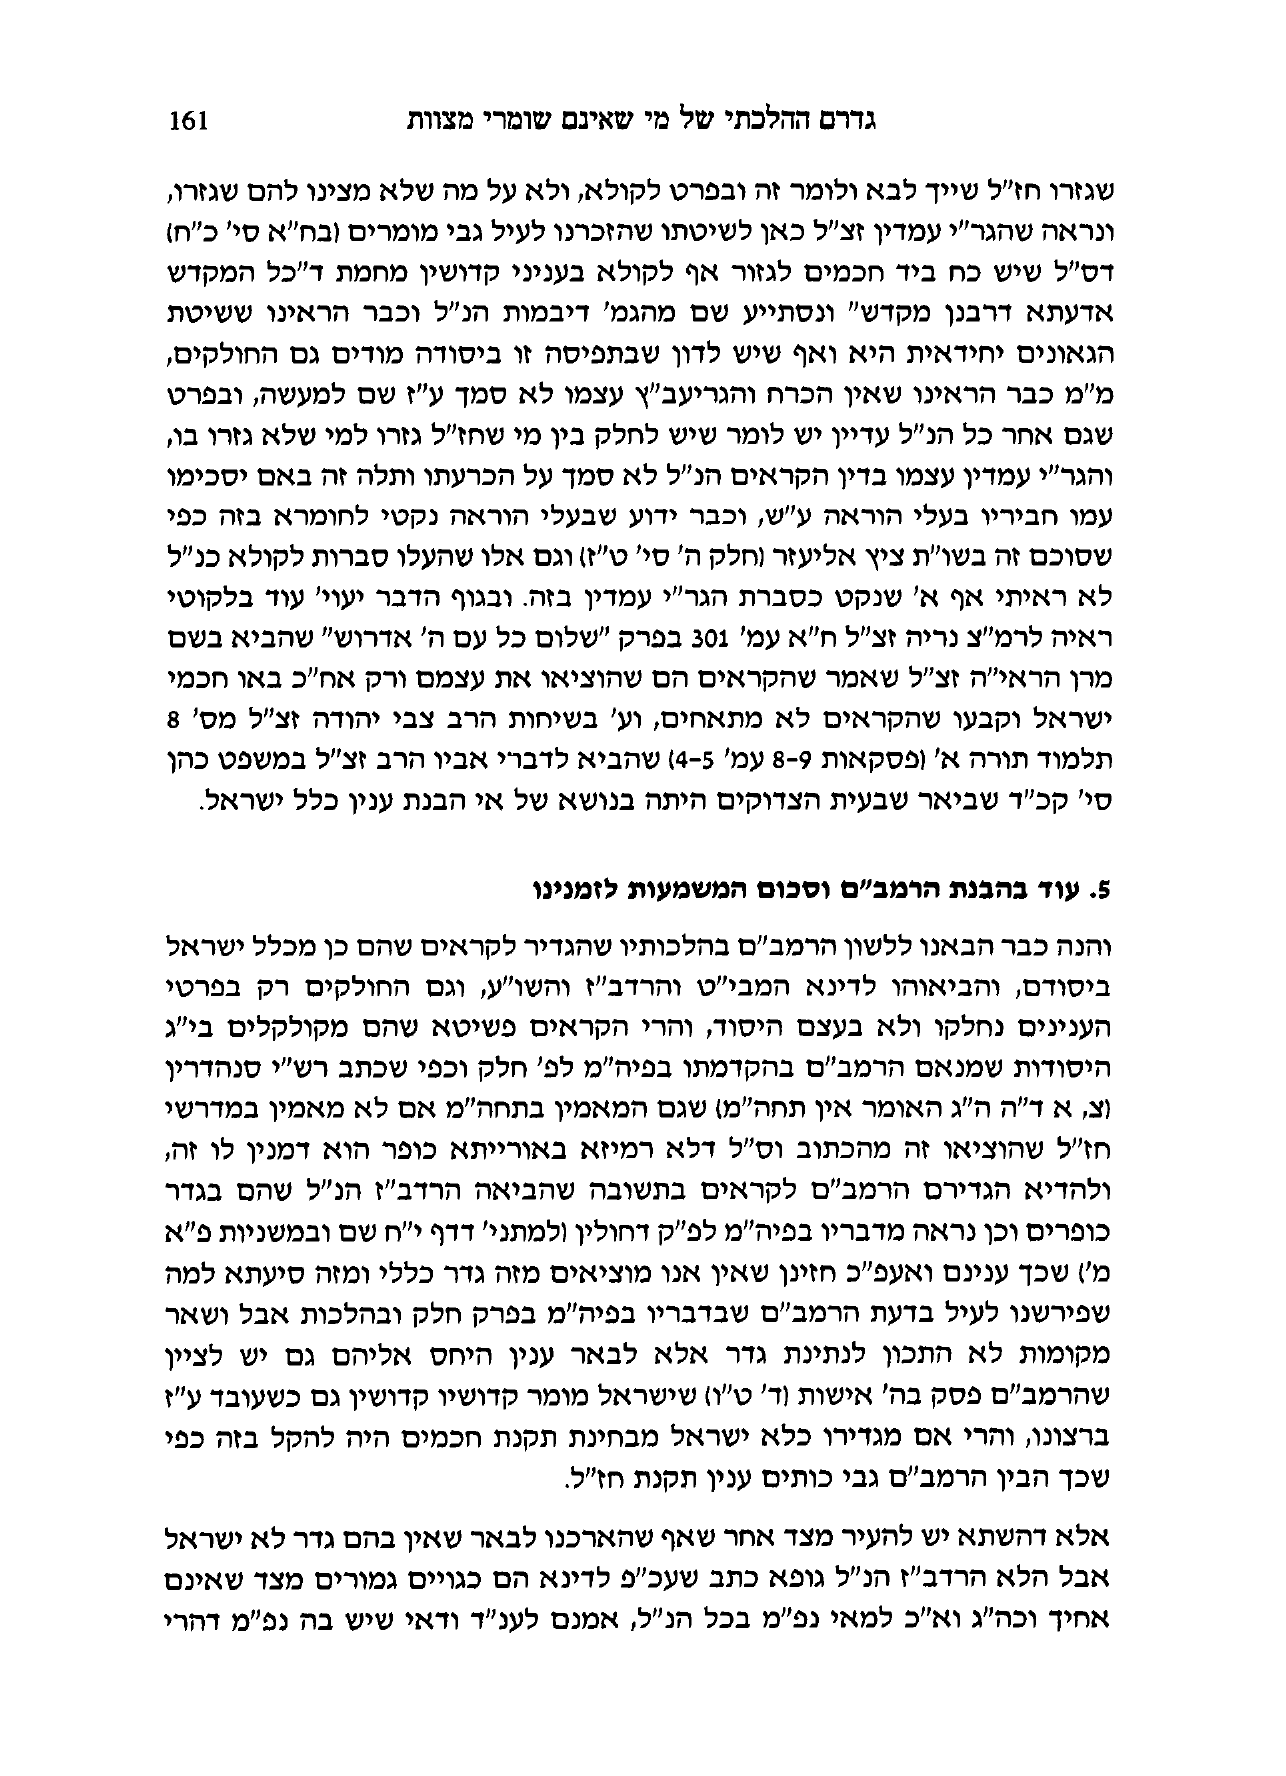 גדרם ההלכתי של מי שאינם שומרי מצוות 161
שגזרו חז"ל שייך לבא ולומר זה ובפרט לקולא, ולא על מה שלא מצינו להם שגזרו,
ונראה שהגר"י עמדין זצ"ל כאן לשיטתו שהזכרנו לעיל גבי מומרים (בח"א סי' כ"ח)
דס"ל שיש כח ביד חכמים לגזור אף לקולא בעניני קדושין מחמת ד"כל המקדש
אדעתא דרבנן מקדש" ונסתייע שם מהגמ' דיבמות הנ"ל וכבר הראינו ששיטת
הגאונים יחידאית היא ואף שיש לדון שבתפיסה זו ביסודה מודים גם החולקים,
מ"מ כבר הראינו שאין הכרח והגריעב"ץ עצמו לא סמך ע"ז שם למעשה, ובפרט
שגם אחר כל הנ"ל עדיין יש לומר שיש לחלק בין מי שחז"ל גזרו למי שלא גזרו בו,
והגר"י עמדין עצמו בדין הקראים הנ"ל לא סמך על הכרעתו ותלה זה באם יסכימו
עמו חביריו בעלי הוראה ע"ש, וכבר ידוע שבעלי הוראה נקטי לחומרא בזה כפי
שסוכם זה בשו"ת ציץ אליעזר (חלק ה' סי' ט"ז) וגם אלו שהעלו סברות לקולא כנ"ל
לא ראיתי אף א' שנקט כסברת הגר"י עמדין בזה. ובגוף הדבר יעוי' עוד בלקוטי
ראיה לרמ"צ נריה זצ"ל ח"א עמ' 301 בפרק "שלום כל עם ה' אדרוש" שהביא בשם
מרן הראי"ה זצ"ל שאמר שהקראים הם שהוציאו את עצמם ורק אח"כ באו חכמי
ישראל וקבעו שהקראים לא מתאחים, וע' בשיחות הרב צבי יהודה זצ"ל מס' 8
תלמוד תורה א' (פסקאות 8-9 עמ' 4-5) שהביא לדברי אביו הרב זצ"ל במשפט כהן
סי' קכ"ד שביאר שבעית הצדוקים היתה בנושא של אי הבנת ענין כלל ישראל.
5. עוד בהבנת הרמב"ם וסכום המשמעות לזמנינו
והנה כבר הבאנו ללשון הרמב"ם בהלכותיו שהגדיר לקראים שהם כן מכלל ישראל
ביסודם, והביאוהו לדינא המבי"ט והרדב"ז והשו"ע, וגם החולקים רק בפרטי
הענינים נחלקו ולא בעצם היסוד, והרי הקראים פשיטא שהם מקולקלים בי"ג
היסודות שמנאם הרמב"ם בהקדמתו בפיה"מ לפ' חלק וכפי שכתב רש"י סנהדרין
(צ, א ד"ה ה"ג האומר אין תחה"מ) שגם המאמין בתחה"מ אם לא מאמין במדרשי
חז"ל שהוציאו זה מהכתוב וס"ל דלא רמיזא באורייתא כופר הוא דמנין לו זה,
ולהדיא הגדירם הרמב"ם לקראים בתשובה שהביאה הרדב"ז הנ"ל שהם בגדר
כופרים וכן נראה מדבריו בפיה"מ לפ"ק דחולין (למתני' דדף י"ח שם ובמשניות פ"א
מ') שכך ענינם ואעפ"כ חזינן שאין אנו מוציאים מזה גדר כללי ומזה סיעתא למה
שפירשנו לעיל בדעת הרמב"ם שבדבריו בפיה"מ בפרק חלק ובהלכות אבל ושאר
מקומות לא התכון לנתינת גדר אלא לבאר ענין היחס אליהם גם יש לציין
שהרמב"ם פסק בה' אישות (ד' ט"ו) שישראל מומר קדושיו קדושין גם כשעובד ע"ז
ברצונו, והרי אם מגדירו כלא ישראל מבחינת תקנת חכמים היה להקל בזה כפי
שכך הבין הרמב"ם גבי כותים ענין תקנת חז"ל.
אלא דהשתא יש להעיר מצד אחר שאף שהארכנו לבאר שאין בהם גדר לא ישראל
אבל הלא הרדב"ז הנ"ל גופא כתב שעכ"פ לדינא הם כגויים גמורים מצד שאינם
אחיך וכה"ג וא"כ למאי נפ"מ בכל הנ"ל, אמנם לענ"ד ודאי שיש בה נפ"מ דהרי